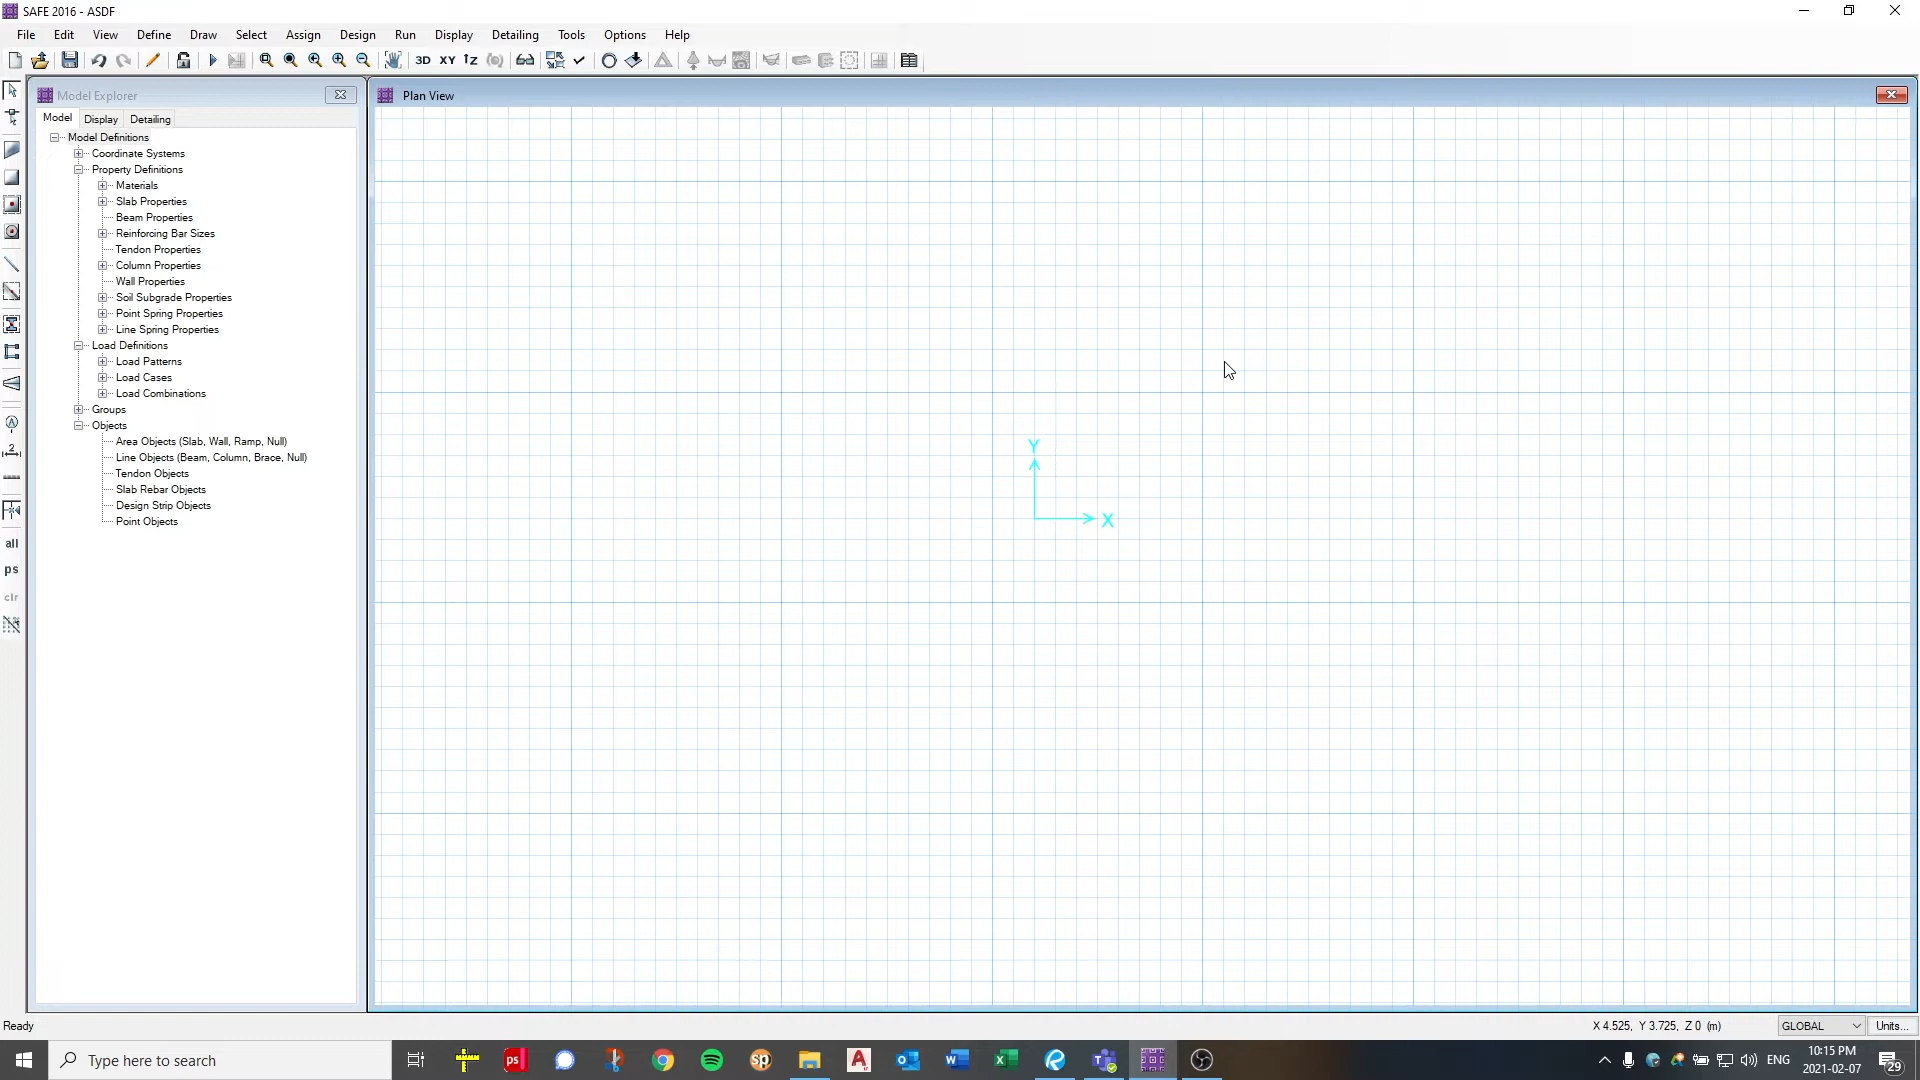 SAFE 2016 - ASDF
File Edit View Define Draw Select Assign Design Run Display Detailing Tools Options Help
3D XY
Model Explorer
Plan View
Model Display Detailing
Model Definitions
Coordinate Systems
Property Definitions
Materials
Slab Properties
Beam Properties
Reinforcing Bar Sizes
Tendon Properties
Column Properties
Wall Properties
Soil Subgrade Properties
Point Spring Properties
Line Spring Properties
Load Definitions
Load Patterns
Load Cases
Load Combinations
Groups
Objects
Area Objects (Slab, Wall, Ramp, Null)
Line Objects (Beam, Column, Brace, Null)
Tendon Objects
Slab Rebar Objects
Design Strip Objects
Point Objects
all
ps
clr
Y
X
Ready
X 4.525, Y 3.725, Z 0 (m)
GLOBAL
Units...
Type here to search
ps
sp
ENG
10:15 PM
2021-02-07
29